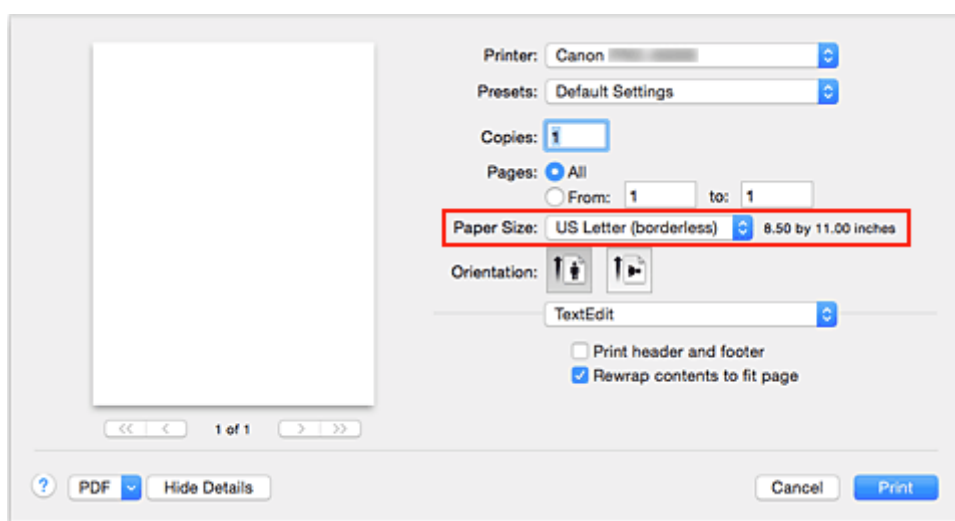 Printer: Canon
Presets: Default Settings
Copies: 1
Pages: All
From: 1 to: 1
Paper Size: US Letter (borderless) 8.50 by 11.00 inches
Orientation:
TextEdit
Print header and footer
Rewrap contents to fit page
<< < 1 of 1 > >>
? PDF Hide Details Cancel Print